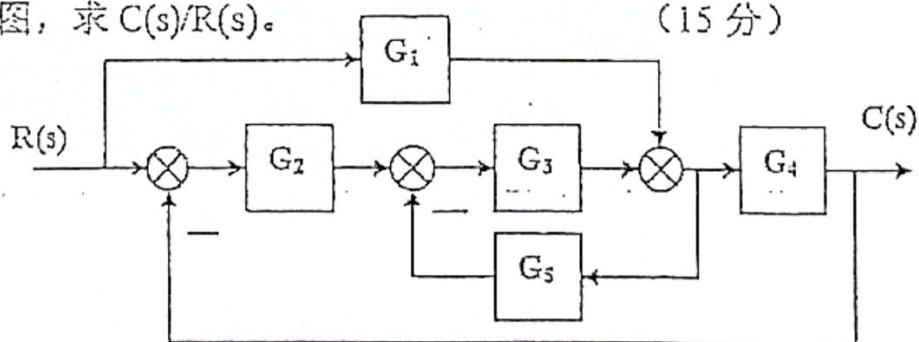 图，求 C(s)/R(s)。 （15 分）
G₁
R(s) G₂ G₃ G₄ C(s)
— —
G₅